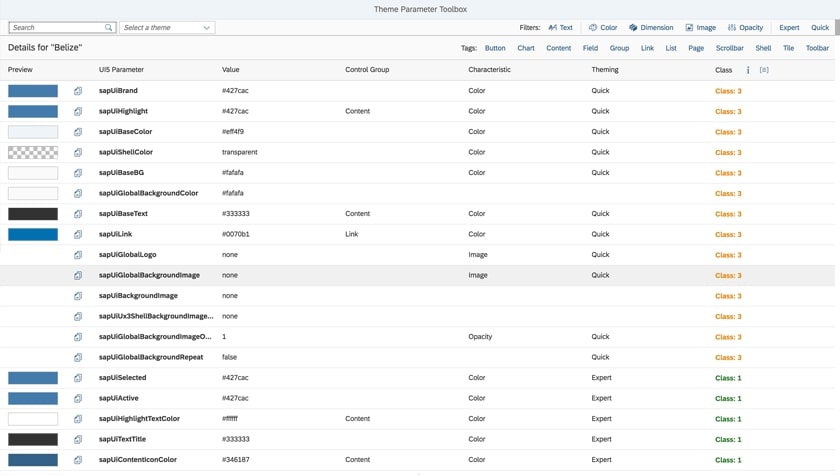 Theme Parameter Toolbox
Search Select a theme Filters: Text Color Dimension Image Opacity Expert Quick
Details for "Belize" Tags: Button Chart Content Field Group Link List Page Scrollbar Shell Tile Toolbar
Preview UI5 Parameter Value Control Group Characteristic Theming Class
sapUiBrand #427cac Color Quick Class: 3
sapUiHighlight #427cac Content Color Quick Class: 3
sapUiBaseColor #eff4f9 Color Quick Class: 3
sapUiShellColor transparent Color Quick Class: 3
sapUiBaseBG #fafafa Color Quick Class: 3
sapUiGlobalBackgroundColor #fafafa Color Quick Class: 3
sapUiBaseText #333333 Content Color Quick Class: 3
sapUiLink #0070b1 Link Color Quick Class: 3
sapUiGlobalLogo none Image Quick Class: 3
sapUiGlobalBackgroundImage none Image Quick Class: 3
sapUiBackgroundImage none Class: 3
sapUiUx3ShellBackgroundImage... none Class: 3
sapUiGlobalBackgroundImageO... 1 Opacity Quick Class: 3
sapUiGlobalBackgroundRepeat false Quick Class: 3
sapUiSelected #427cac Color Expert Class: 1
sapUiActive #427cac Color Expert Class: 1
sapUiHighlightTextColor #ffffff Content Color Expert Class: 1
sapUiTextTitle #333333 Color Expert Class: 1
sapUiContentIconColor #346187 Content Color Expert Class: 1